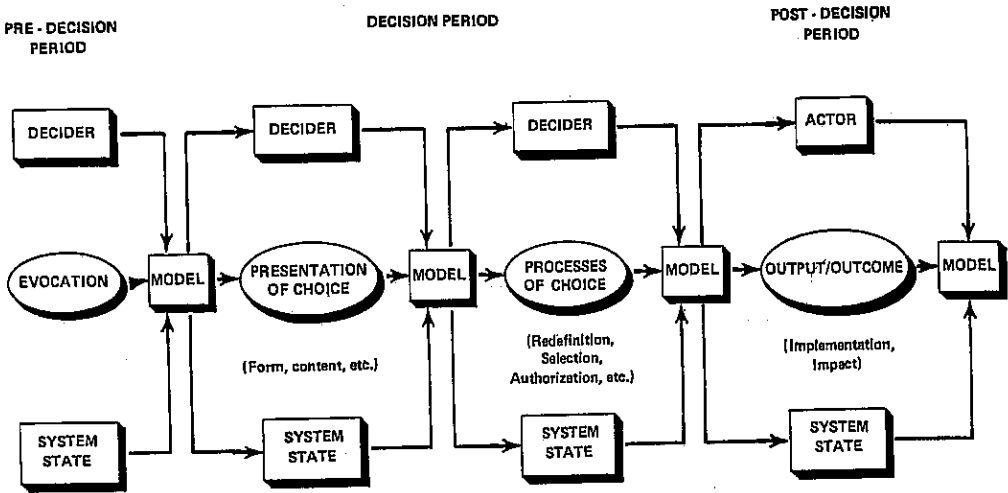 PRE - DECISION
PERIOD
DECISION PERIOD
POST - DECISION
PERIOD
DECIDER
DECIDER
DECIDER
ACTOR
EVOCATION
MODEL
PRESENTATION
OF CHOICE
MODEL
PROCESSES
OF CHOICE
MODEL
OUTPUT/OUTCOME
MODEL
(Form, content, etc.)
(Redefinition,
Selection,
Authorization, etc.)
(Implementation,
Impact)
SYSTEM
STATE
SYSTEM
STATE
SYSTEM
STATE
SYSTEM
STATE